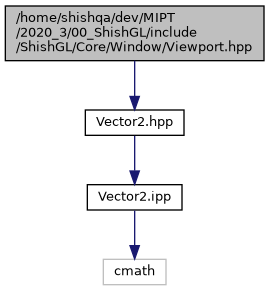 /home/shishqa/dev/MIPT
/2020_3/00_ShishGL/include
/ShishGL/Core/Window/Viewport.hpp
Vector2.hpp
Vector2.ipp
cmath